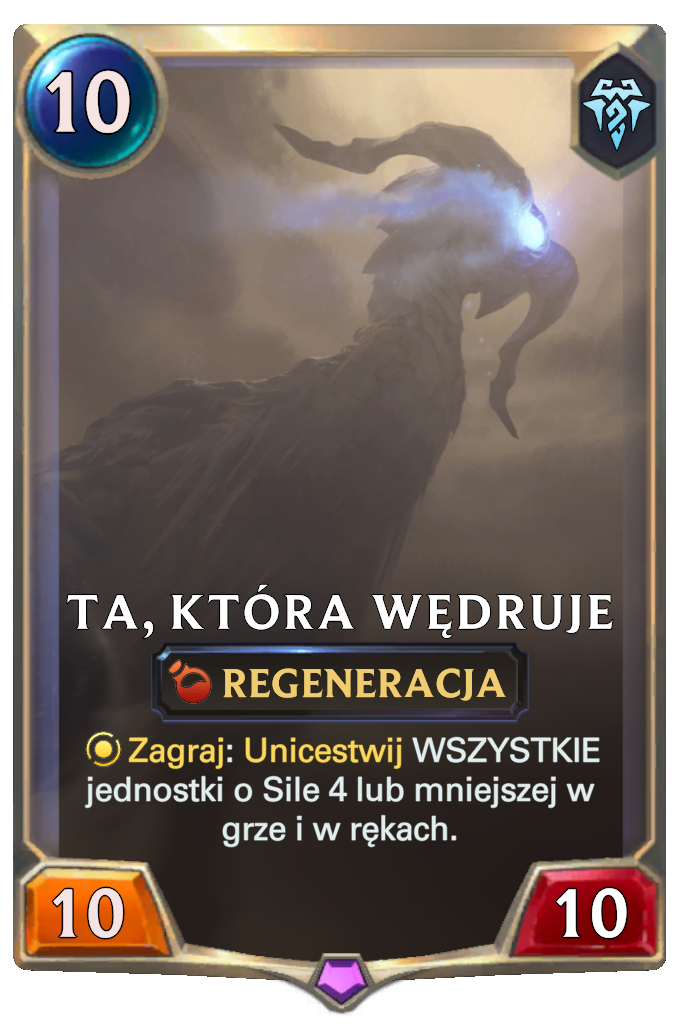 10
TA, KTÓRA WĘDRUJE
REGENERACJA
Zagraj: Unicestwij WSZYSTKIE
jednostki o Sile 4 lub mniejszej w
grze i w rękach.
10
10